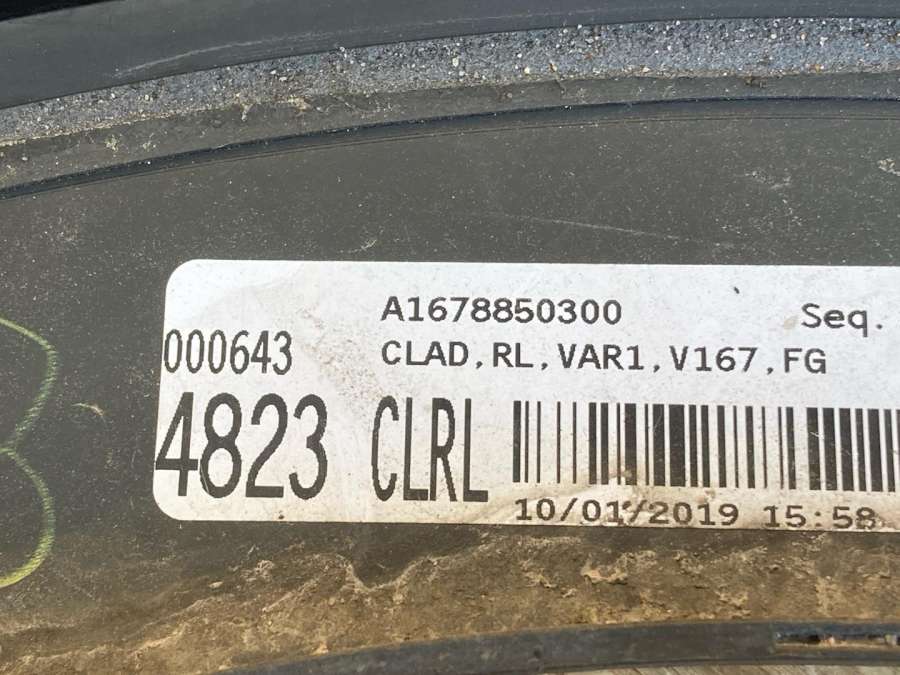 A1678850300 Seq.
000643 CLAD,RL,VAR1,V167,FG
4823 CLRL
10/01/2019 15:58